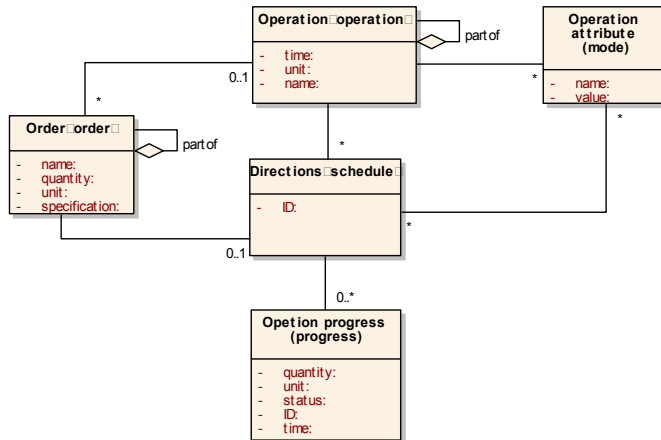 Operation operation
- time:
- unit:
- name:
part of
Operation
attribute
(mode)
- name:
- value:
0..1
*
*
*
*
Order order
- name:
- quantity:
- unit:
- specification:
part of
Directions schedule
- ID:
*
0..1
0..*
Opetion progress
(progress)
- quantity:
- unit:
- status:
- ID:
- time: